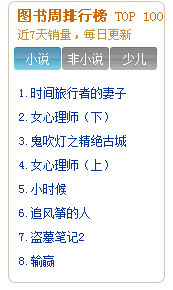 图书周排行榜 TOP 100
近7天销量，每日更新
小说 非小说 少儿
1.时间旅行者的妻子
2.女心理师（下）
3.鬼吹灯之精绝古城
4.女心理师（上）
5.小时候
6.追风筝的人
7.盗墓笔记2
8.输赢